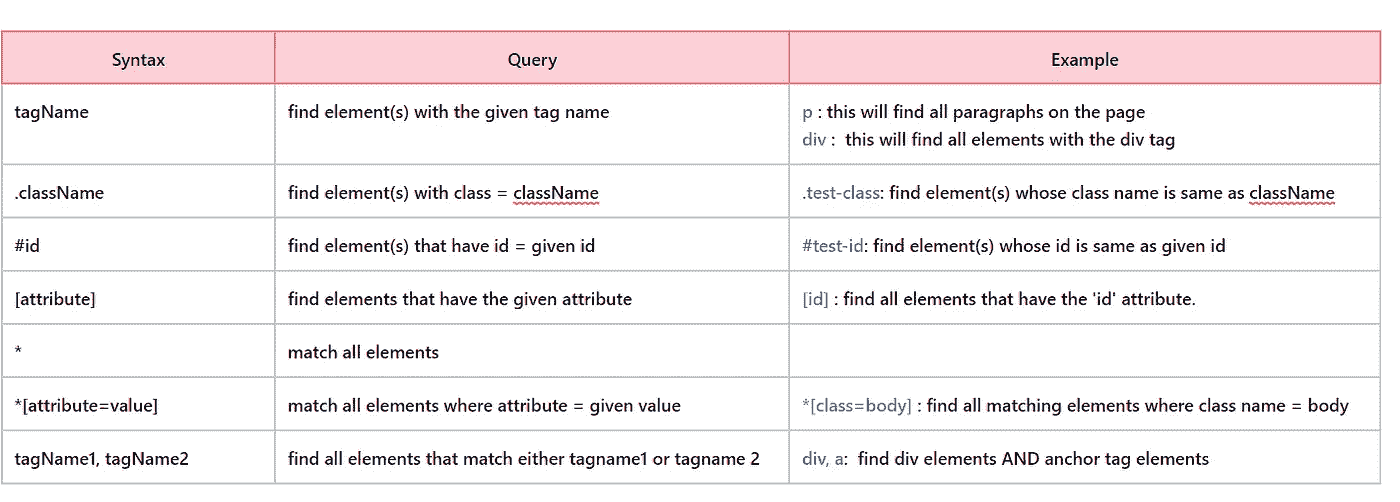 Syntax Query Example
tagName find element(s) with the given tag name p : this will find all paragraphs on the page
div : this will find all elements with the div tag
.className find element(s) with class = className .test-class: find element(s) whose class name is same as className
#id find element(s) that have id = given id #test-id: find element(s) whose id is same as given id
[attribute] find elements that have the given attribute [id] : find all elements that have the 'id' attribute.
* match all elements
*[attribute=value] match all elements where attribute = given value *[class=body] : find all matching elements where class name = body
tagName1, tagName2 find all elements that match either tagname1 or tagname 2 div, a: find div elements AND anchor tag elements